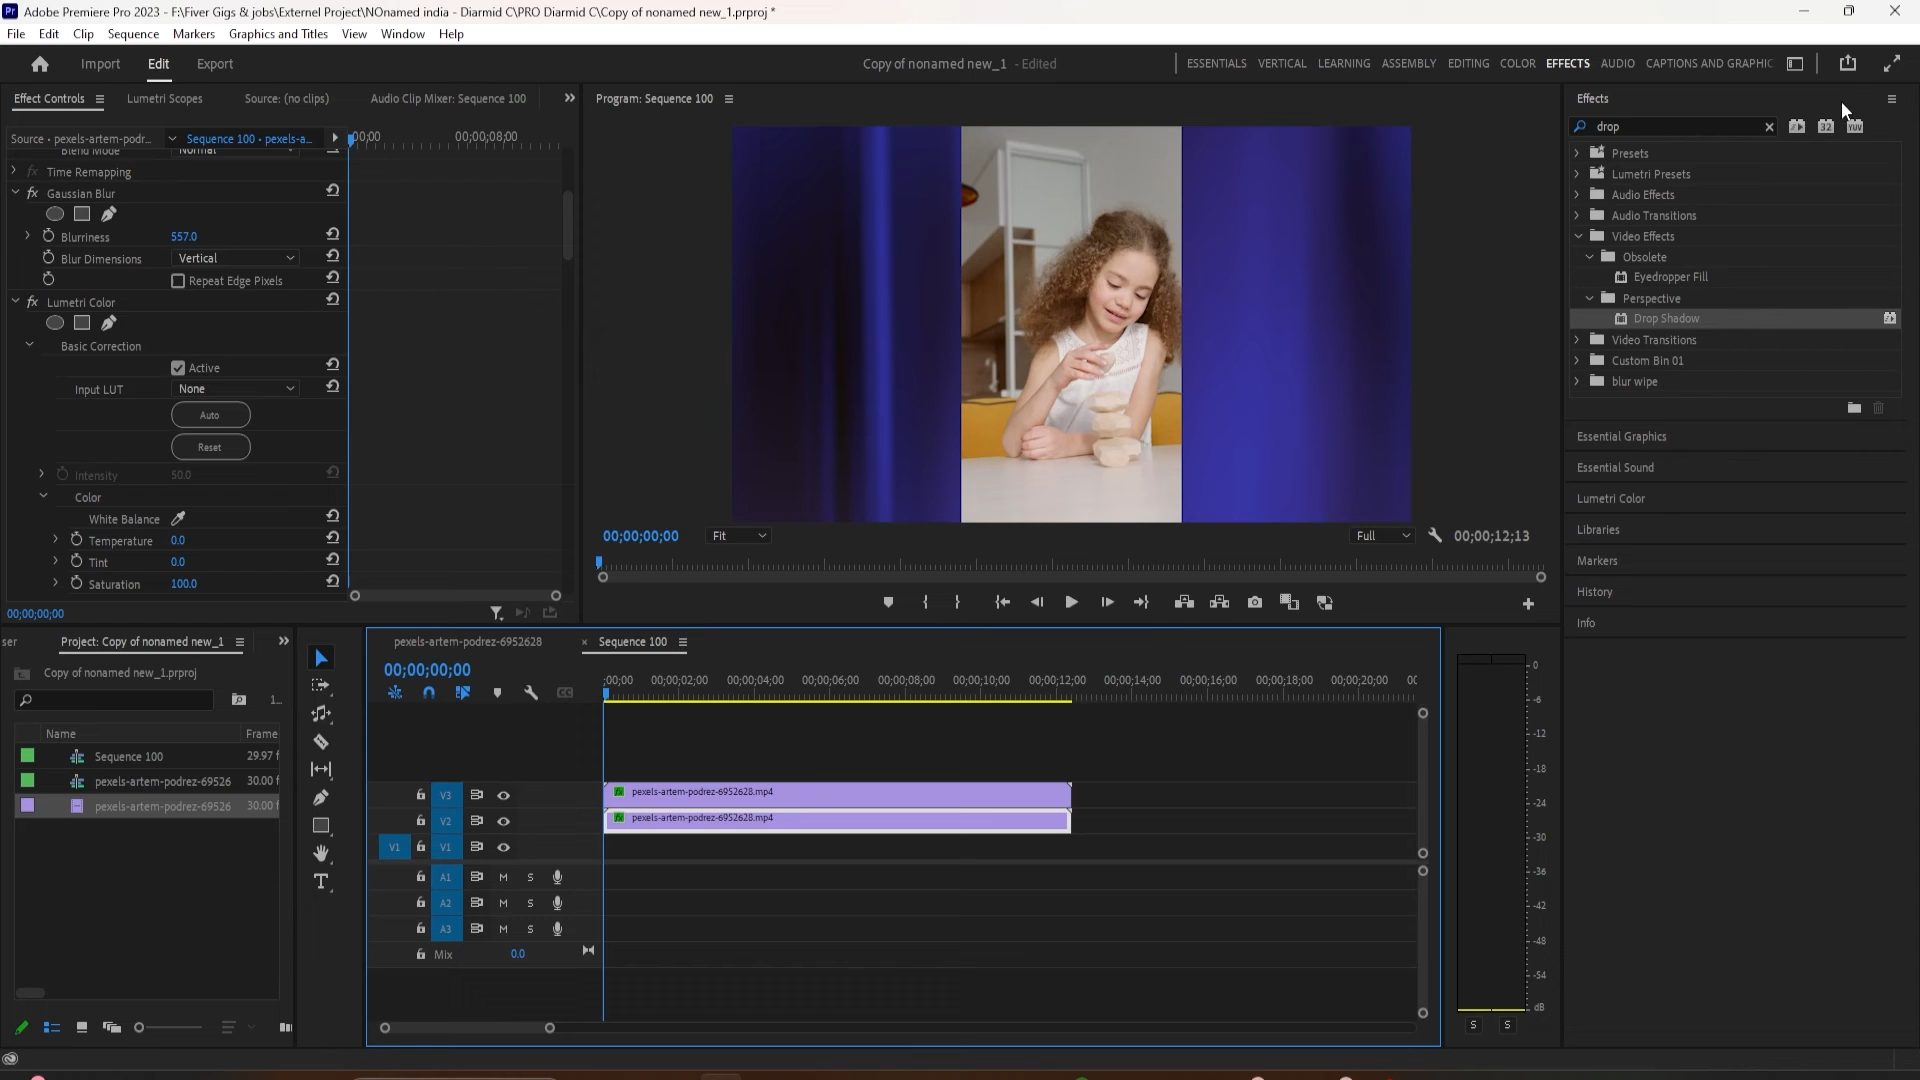 Pr Adobe Premiere Pro 2023 - F:\Fiver Gigs & jobs\Externel Project\NOnamed india - Diarmid C\PRO Diarmid C\Copy of nonamed new_1.prproj *
File Edit Clip Sequence Markers Graphics and Titles View Window Help
Import Edit Export
Copy of nonamed new_1 - Edited
ESSENTIALS VERTICAL LEARNING ASSEMBLY EDITING COLOR EFFECTS AUDIO CAPTIONS AND GRAPHIC
Effect Controls Lumetri Scopes Source: (no clips) Audio Clip Mixer: Sequence 100
Source • pexels-artem-podr... Sequence 100 • pexels-a...
00;00 00;00;08;00
Blend Mode Normal
Time Remapping
fx Gaussian Blur
Blurriness 557.0
Blur Dimensions Vertical
Repeat Edge Pixels
fx Lumetri Color
Basic Correction
Active
Input LUT None
Auto
Reset
Intensity 50.0
Color
White Balance
Temperature 0.0
Tint 0.0
Saturation 100.0
00;00;00;00
Program: Sequence 100
00;00;00;00 Fit Full 00;00;12;13
Effects
drop
32 YUV
Presets
Lumetri Presets
Audio Effects
Audio Transitions
Video Effects
Obsolete
Eyedropper Fill
Perspective
Drop Shadow
Video Transitions
Custom Bin 01
blur wipe
Essential Graphics
Essential Sound
Lumetri Color
Libraries
Markers
History
Info
ser Project: Copy of nonamed new_1
Copy of nonamed new_1.prproj
1...
Name Frame
Sequence 100 29.97 f
pexels-artem-podrez-69526 30.00 f
pexels-artem-podrez-69526 30.00 f
pexels-artem-podrez-6952628 × Sequence 100
00;00;00;00
;00;00 00;00;02;00 00;00;04;00 00;00;06;00 00;00;08;00 00;00;10;00 00;00;12;00 00;00;14;00 00;00;16;00 00;00;18;00 00;00;20;00 00
V3 fx pexels-artem-podrez-6952628.mp4
V2 fx pexels-artem-podrez-6952628.mp4
V1 V1
A1 M S
A2 M S
A3 M S
Mix 0.0
0
-6
-12
-18
-24
-30
-36
-42
-48
-54
dB
S S